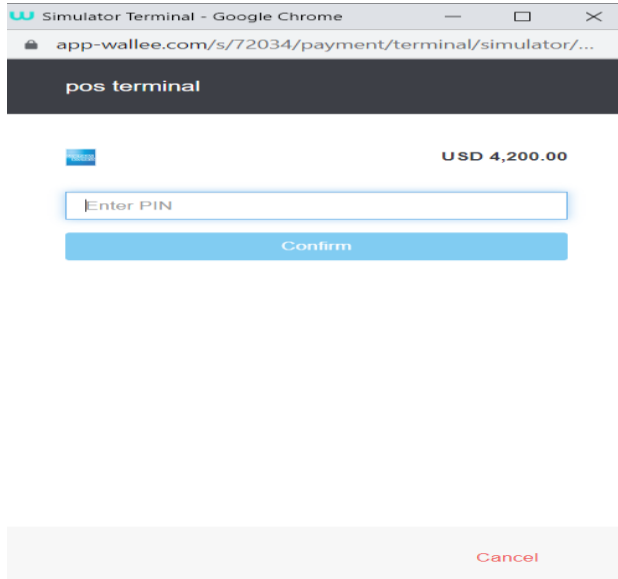 Simulator Terminal - Google Chrome
app-wallee.com/s/72034/payment/terminal/simulator/...
pos terminal
USD 4,200.00
Enter PIN
Confirm
Cancel